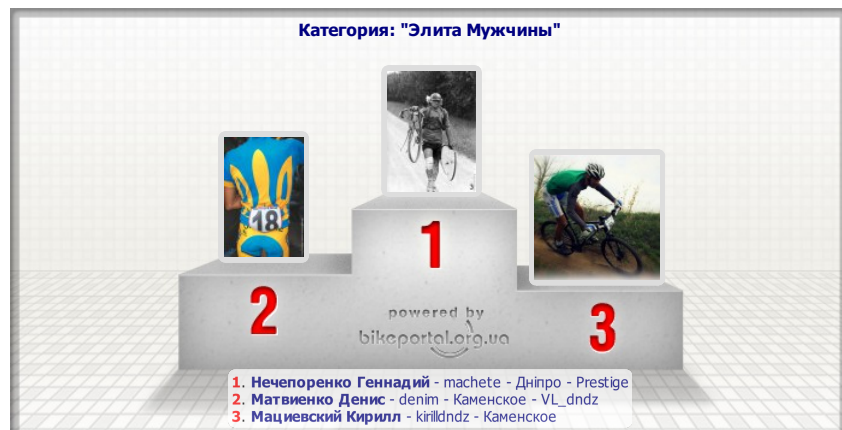 Категория: "Элита Мужчины"
18
1
2
3
powered by
bikeportal.org.ua
1. Нечепоренко Геннадий - machete - Дніпро - Prestige
2. Матвиенко Денис - denim - Каменское - VL_dndz
3. Мациевский Кирилл - kirilldndz - Каменское